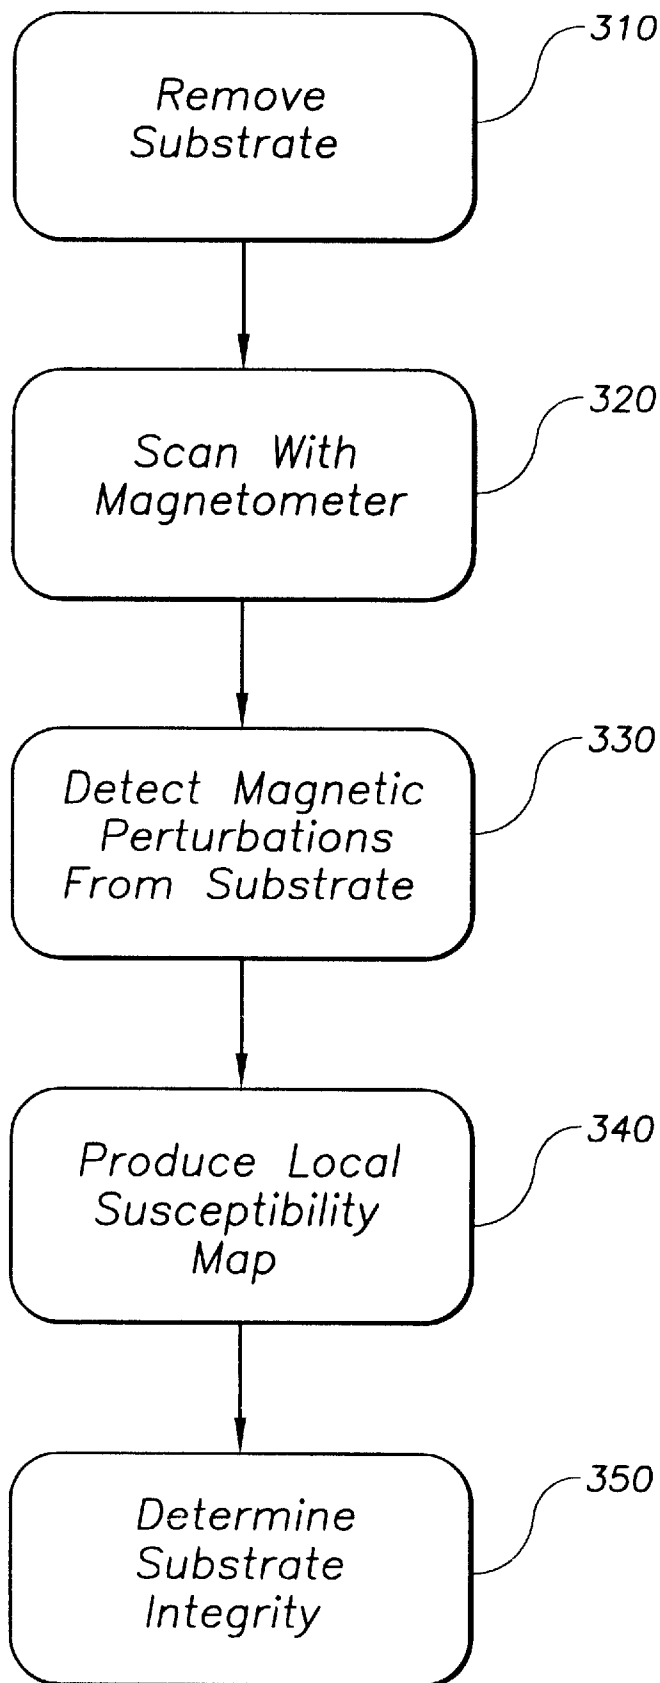 310
Remove
Substrate
320
Scan With
Magnetometer
330
Detect Magnetic
Perturbations
From Substrate
340
Produce Local
Susceptibility
Map
350
Determine
Substrate
Integrity